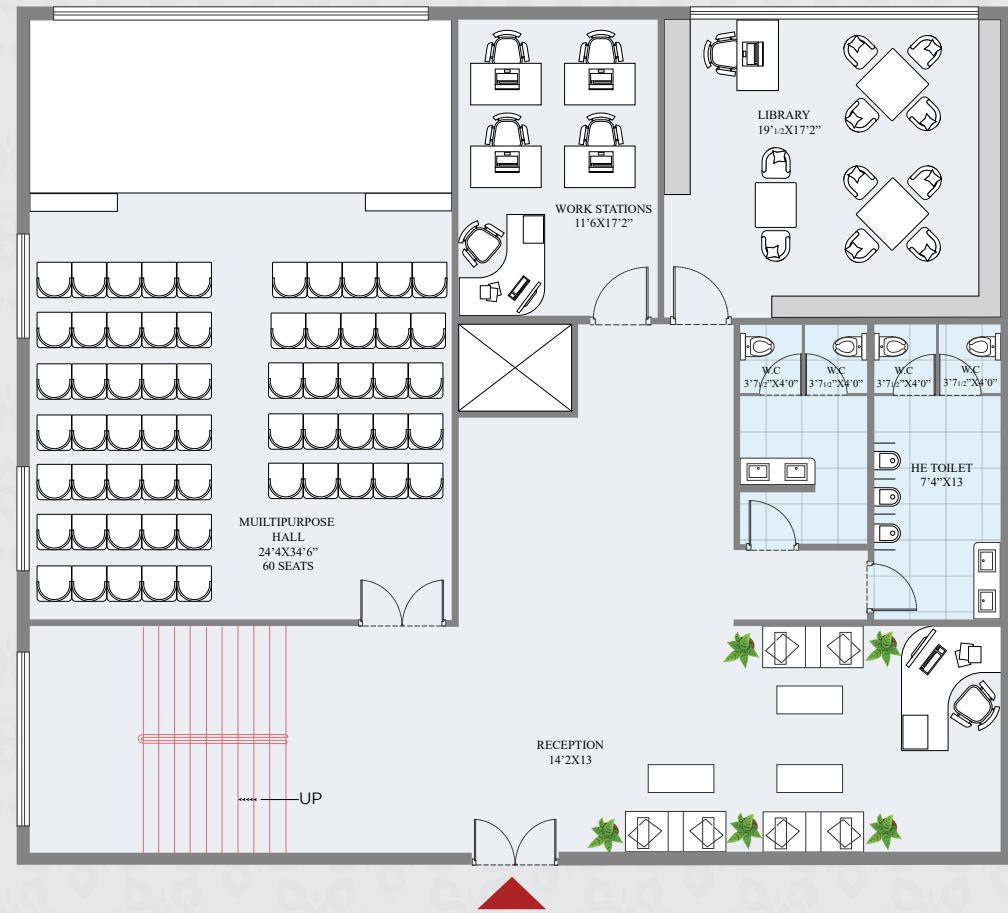 LIBRARY
19'1/2X17'2"
WORK STATIONS
11'6X17'2"
W.C
3'71/2"X4'0"
W.C
3'71/2"X4'0"
W.C
3'71/2"X4'0"
W.C
3'71/2"X4'0"
HE TOILET
7'4"X13
MUILTIPURPOSE
HALL
24'4X34'6"
60 SEATS
RECEPTION
14'2X13
UP